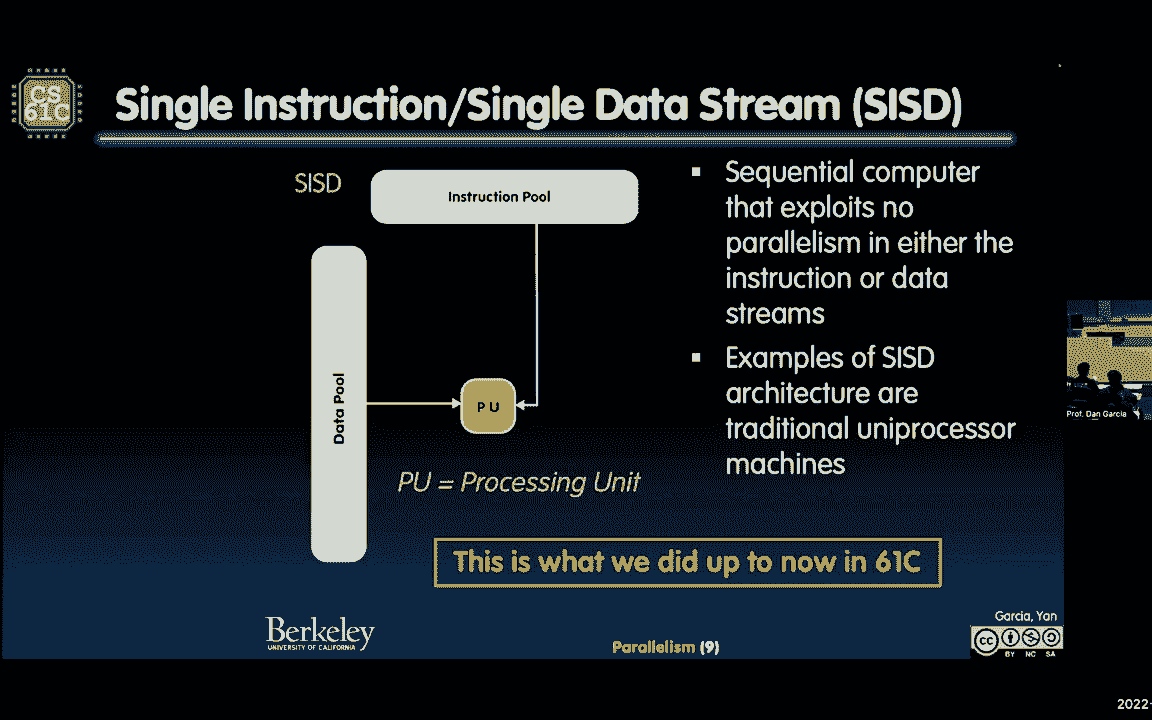 CS
61C
Single Instruction/Single Data Stream (SISD)
SISD
Instruction Pool
Data Pool
PU
PU = Processing Unit
▪ Sequential computer
that exploits no
parallelism in either the
instruction or data
streams
▪ Examples of SISD
architecture are
traditional uniprocessor
machines
This is what we did up to now in 61C
Prof. Dan Garcia
Berkeley
UNIVERSITY OF CALIFORNIA
Parallelism (9)
Garcia, Yan
cc
BY NC SA
2022-